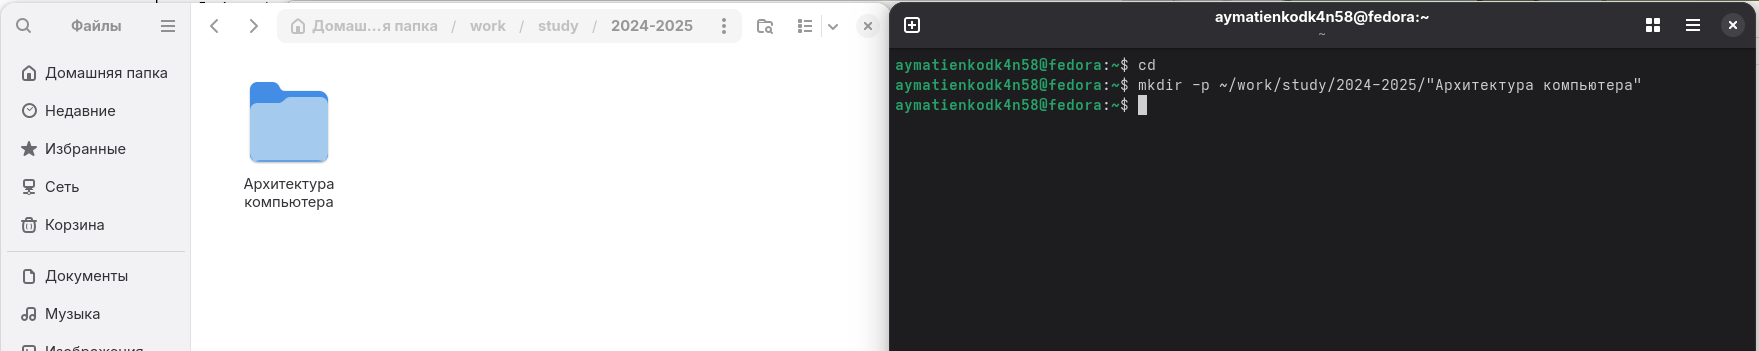 Файлы
Домаш...я папка / work / study / 2024-2025
Домашняя папка
Недавние
Избранные
Сеть
Корзина
Документы
Музыка
Изображения
Архитектура
компьютера
aymatienkodk4n58@fedora:~
~
aymatienkodk4n58@fedora:~$ cd
aymatienkodk4n58@fedora:~$ mkdir -p ~/work/study/2024-2025/"Архитектура компьютера"
aymatienkodk4n58@fedora:~$